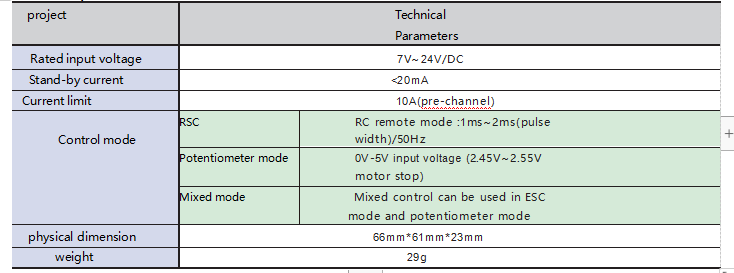 project Technical
Parameters
Rated input voltage 7V~24V/DC
Stand-by current <20mA
Current limit 10A(pre-channel)
Control mode
RSC RC remote mode :1ms~2ms(pulse
width)/50Hz
Potentiometer mode 0V-5V input voltage (2.45V~2.55V
motor stop)
Mixed mode Mixed control can be used in ESC
mode and potentiometer mode
physical dimension 66mm*61mm*23mm
weight 29g